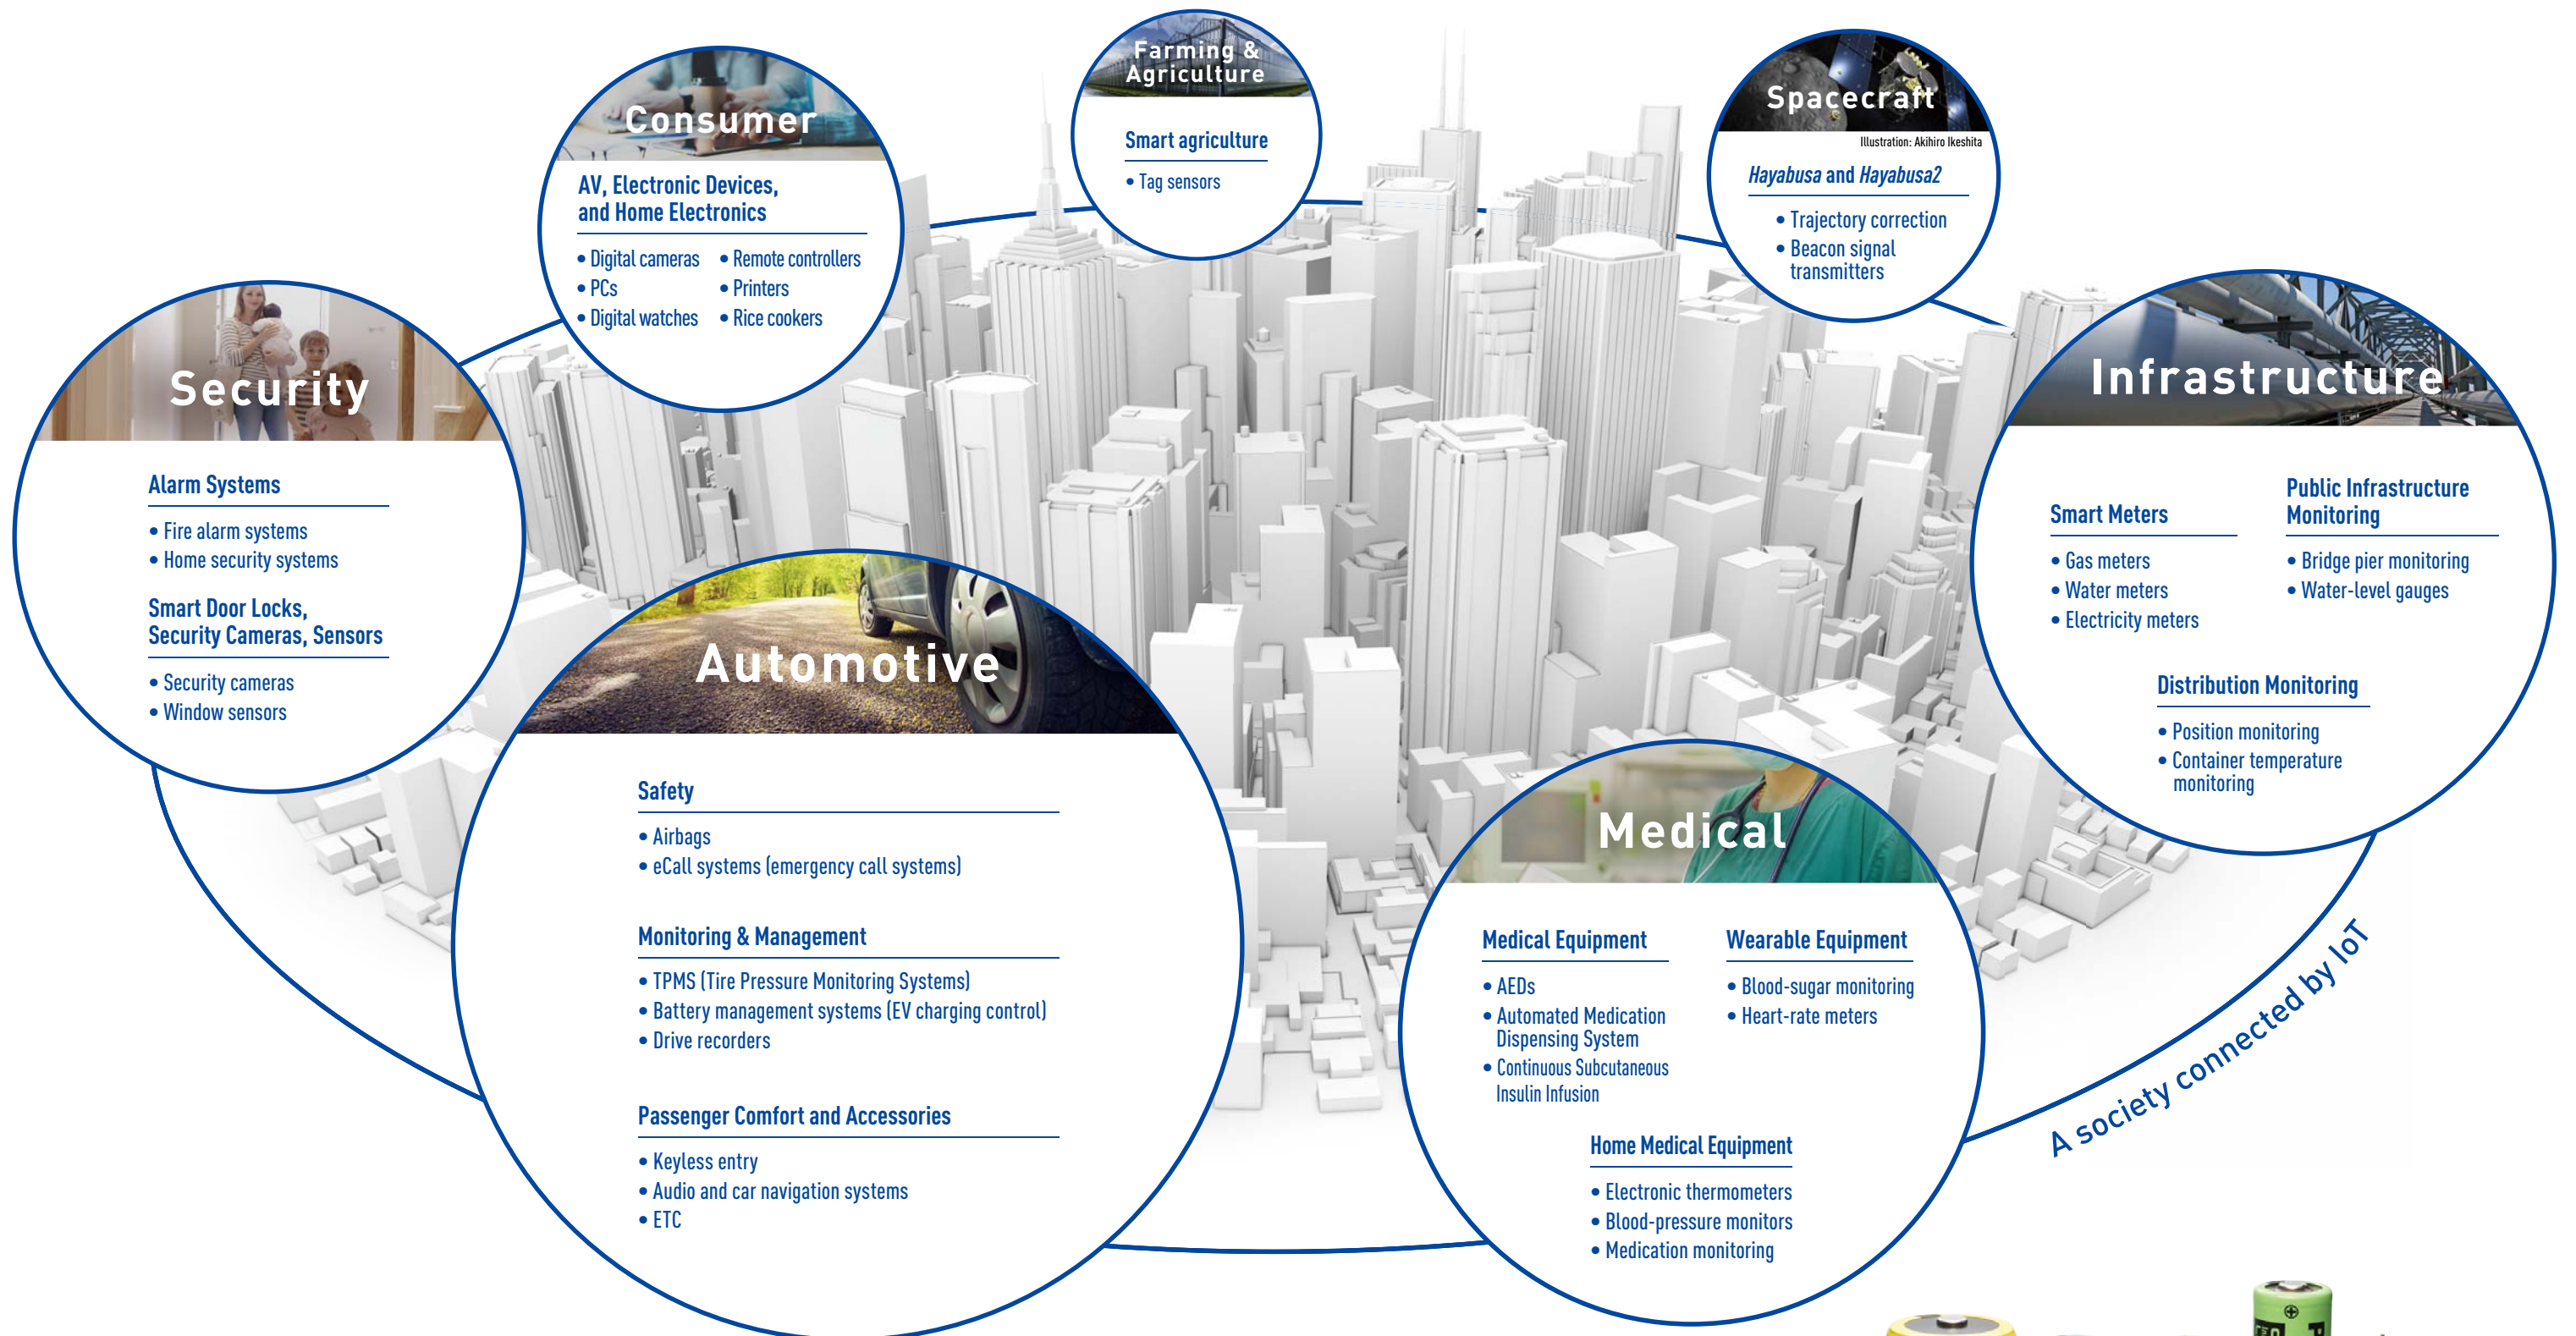 Farming &
Agriculture
Smart agriculture
• Tag sensors
Consumer
AV, Electronic Devices,
and Home Electronics
• Digital cameras
• PCs
• Digital watches
• Remote controllers
• Printers
• Rice cookers
Spacecraft
Illustration: Akihiro Ikeshita
Hayabusa and Hayabusa2
• Trajectory correction
• Beacon signal
transmitters
Security
Alarm Systems
• Fire alarm systems
• Home security systems
Smart Door Locks,
Security Cameras, Sensors
• Security cameras
• Window sensors
Infrastructure
Smart Meters
• Gas meters
• Water meters
• Electricity meters
Public Infrastructure
Monitoring
• Bridge pier monitoring
• Water-level gauges
Distribution Monitoring
• Position monitoring
• Container temperature
monitoring
Automotive
Safety
• Airbags
• eCall systems (emergency call systems)
Monitoring & Management
• TPMS (Tire Pressure Monitoring Systems)
• Battery management systems (EV charging control)
• Drive recorders
Passenger Comfort and Accessories
• Keyless entry
• Audio and car navigation systems
• ETC
Medical
Medical Equipment
• AEDs
• Automated Medication
Dispensing System
• Continuous Subcutaneous
Insulin Infusion
Wearable Equipment
• Blood-sugar monitoring
• Heart-rate meters
Home Medical Equipment
• Electronic thermometers
• Blood-pressure monitors
• Medication monitoring
A society connected by IoT